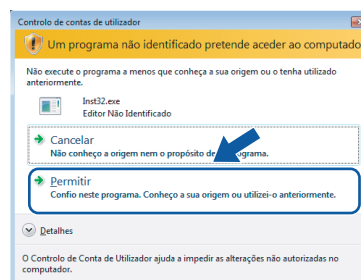 Controlo de contas de utilizador
Um programa não identificado pretende aceder ao computado
Não execute o programa a menos que conheça a sua origem ou o tenha utilizado
anteriormente.
Inst32.exe
Editor Não Identificado
Cancelar
Não conheço a origem nem o propósito de programa.
Permitir
Confio neste programa. Conheço a sua origem ou utilizei-o anteriormente.
Detalhes
O Controlo de Conta de Utilizador ajuda a impedir as alterações não autorizadas no
computador.